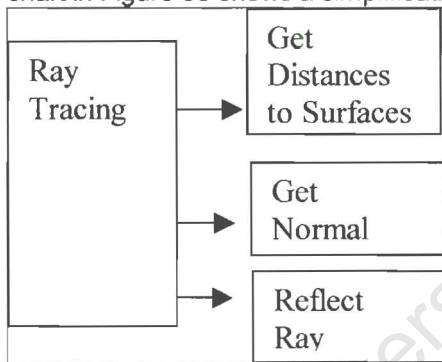 Ray
Tracing
Get
Distances
to Surfaces
Get
Normal
Reflect
Ray